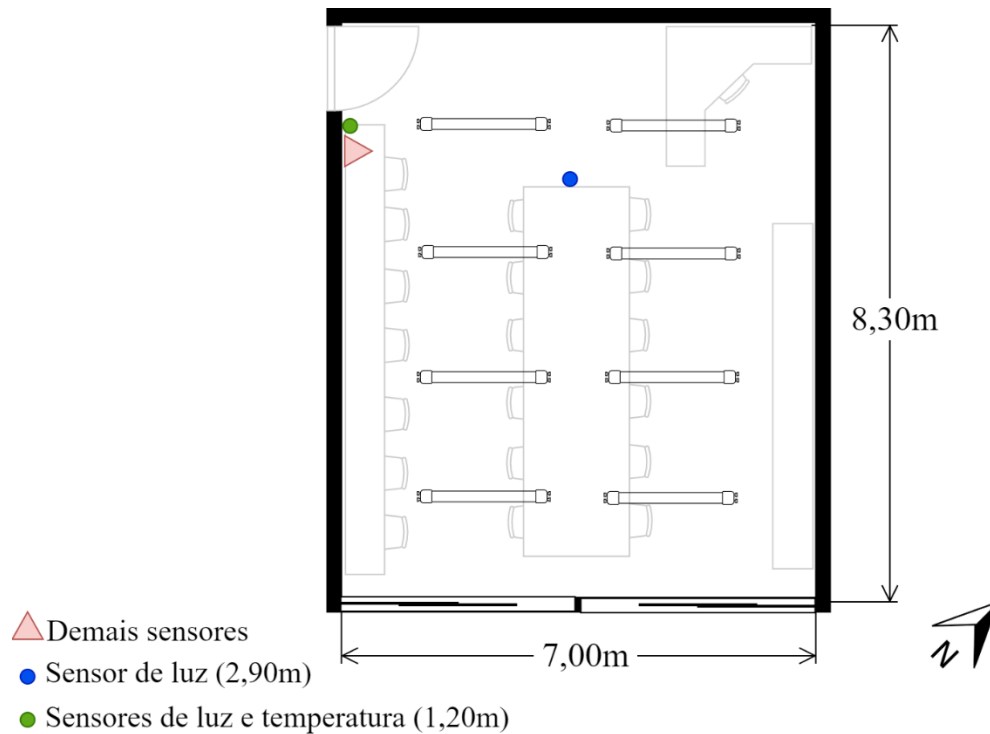 8,30m
7,00m
Demais sensores
Sensor de luz (2,90m)
Sensores de luz e temperatura (1,20m)
N